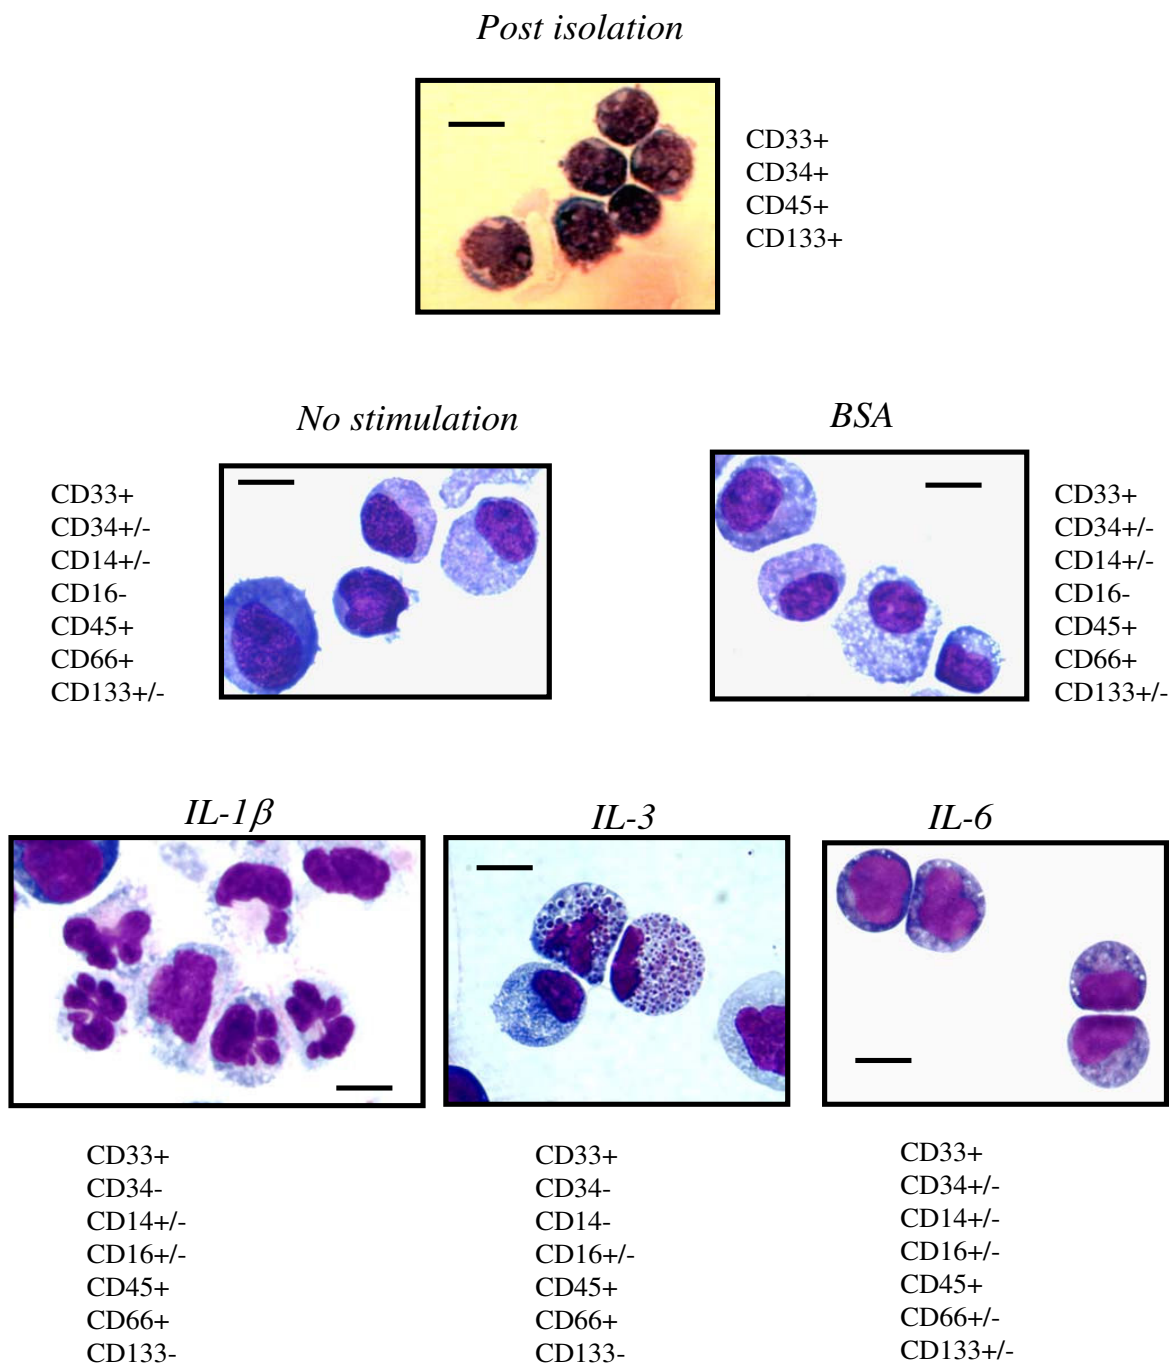 Post isolation
CD33+
CD34+
CD45+
CD133+
No stimulation
CD33+
CD34+/-
CD14+/-
CD16-
CD45+
CD66+
CD133+/-
BSA
CD33+
CD34+/-
CD14+/-
CD16-
CD45+
CD66+
CD133+/-
IL-1β
CD33+
CD34-
CD14+/-
CD16+/-
CD45+
CD66+
CD133-
IL-3
CD33+
CD34-
CD14-
CD16+/-
CD45+
CD66+
CD133-
IL-6
CD33+
CD34+/-
CD14+/-
CD16+/-
CD45+
CD66+/-
CD133+/-